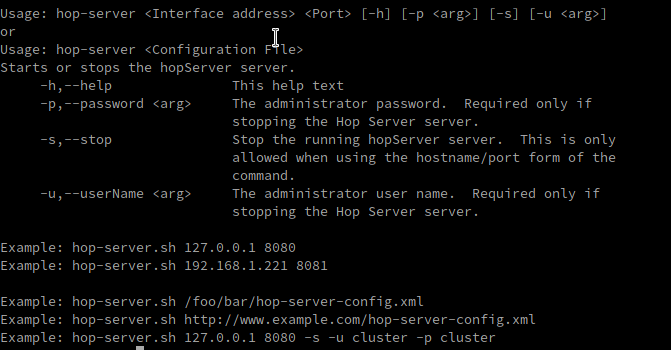 Usage: hop-server <Interface address> <Port> [-h] [-p <arg>] [-s] [-u <arg>]
or
Usage: hop-server <Configuration File>
Starts or stops the hopServer server.
-h,--help This help text
-p,--password <arg> The administrator password. Required only if
stopping the Hop Server server.
-s,--stop Stop the running hopServer server. This is only
allowed when using the hostname/port form of the
command.
-u,--userName <arg> The administrator user name. Required only if
stopping the Hop Server server.
Example: hop-server.sh 127.0.0.1 8080
Example: hop-server.sh 192.168.1.221 8081
Example: hop-server.sh /foo/bar/hop-server-config.xml
Example: hop-server.sh http://www.example.com/hop-server-config.xml
Example: hop-server.sh 127.0.0.1 8080 -s -u cluster -p cluster